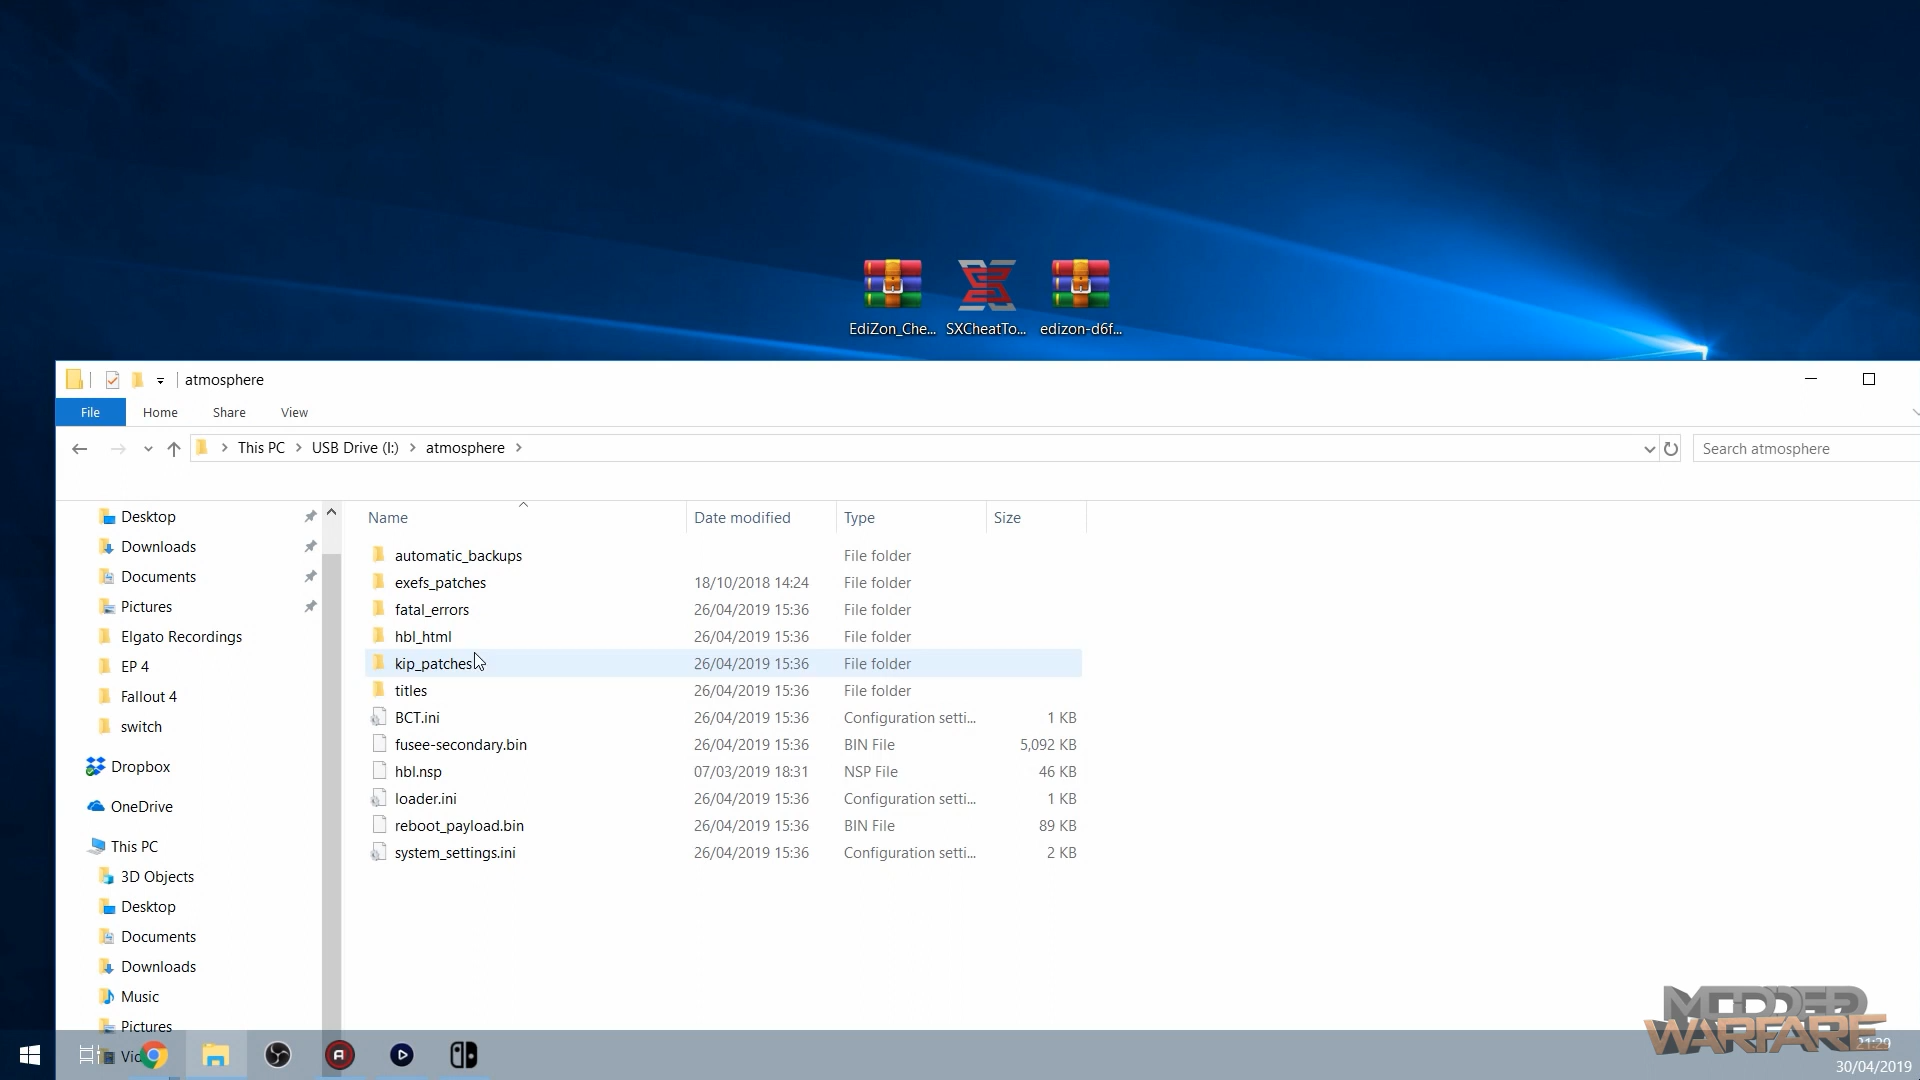 EdiZon_Che...
SXCheatTo...
edizon-d6f...
atmosphere
File
Home
Share
View
This PC
USB Drive (I:)
atmosphere
Search atmosphere
Desktop
Downloads
Documents
Pictures
Elgato Recordings
EP 4
Fallout 4
switch
Dropbox
OneDrive
This PC
3D Objects
Desktop
Documents
Downloads
Music
Pictures
Vid
Name Date modified Type Size
automatic_backups File folder
exefs_patches 18/10/2018 14:24 File folder
fatal_errors 26/04/2019 15:36 File folder
hbl_html 26/04/2019 15:36 File folder
kip_patches 26/04/2019 15:36 File folder
titles 26/04/2019 15:36 File folder
BCT.ini 26/04/2019 15:36 Configuration setti... 1 KB
fusee-secondary.bin 26/04/2019 15:36 BIN File 5,092 KB
hbl.nsp 07/03/2019 18:31 NSP File 46 KB
loader.ini 26/04/2019 15:36 Configuration setti... 1 KB
reboot_payload.bin 26/04/2019 15:36 BIN File 89 KB
system_settings.ini 26/04/2019 15:36 Configuration setti... 2 KB
MODDED
WARFARE
21:29
30/04/2019